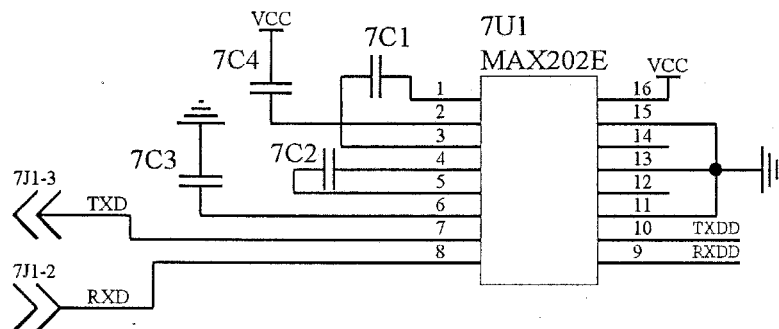 VCC
7C4
7C1
7U1
MAX202E
VCC
1
16
2
15
3
14
7C3
7C2
4
13
5
12
7J1-3
TXD
6
11
7
10
TXDD
7J1-2
8
9
RXDD
RXD